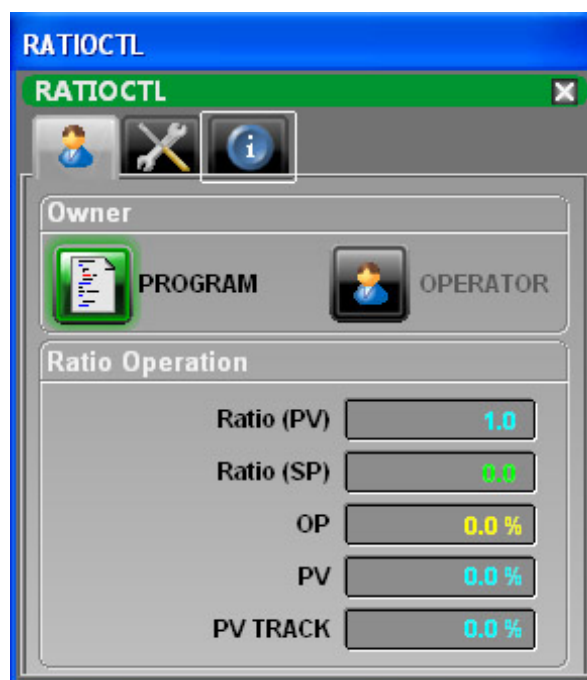 RATIOCTL
RATIOCTL
Owner
PROGRAM OPERATOR
Ratio Operation
Ratio (PV) 1.0
Ratio (SP) 0.0
OP 0.0 %
PV 0.0 %
PV TRACK 0.0 %